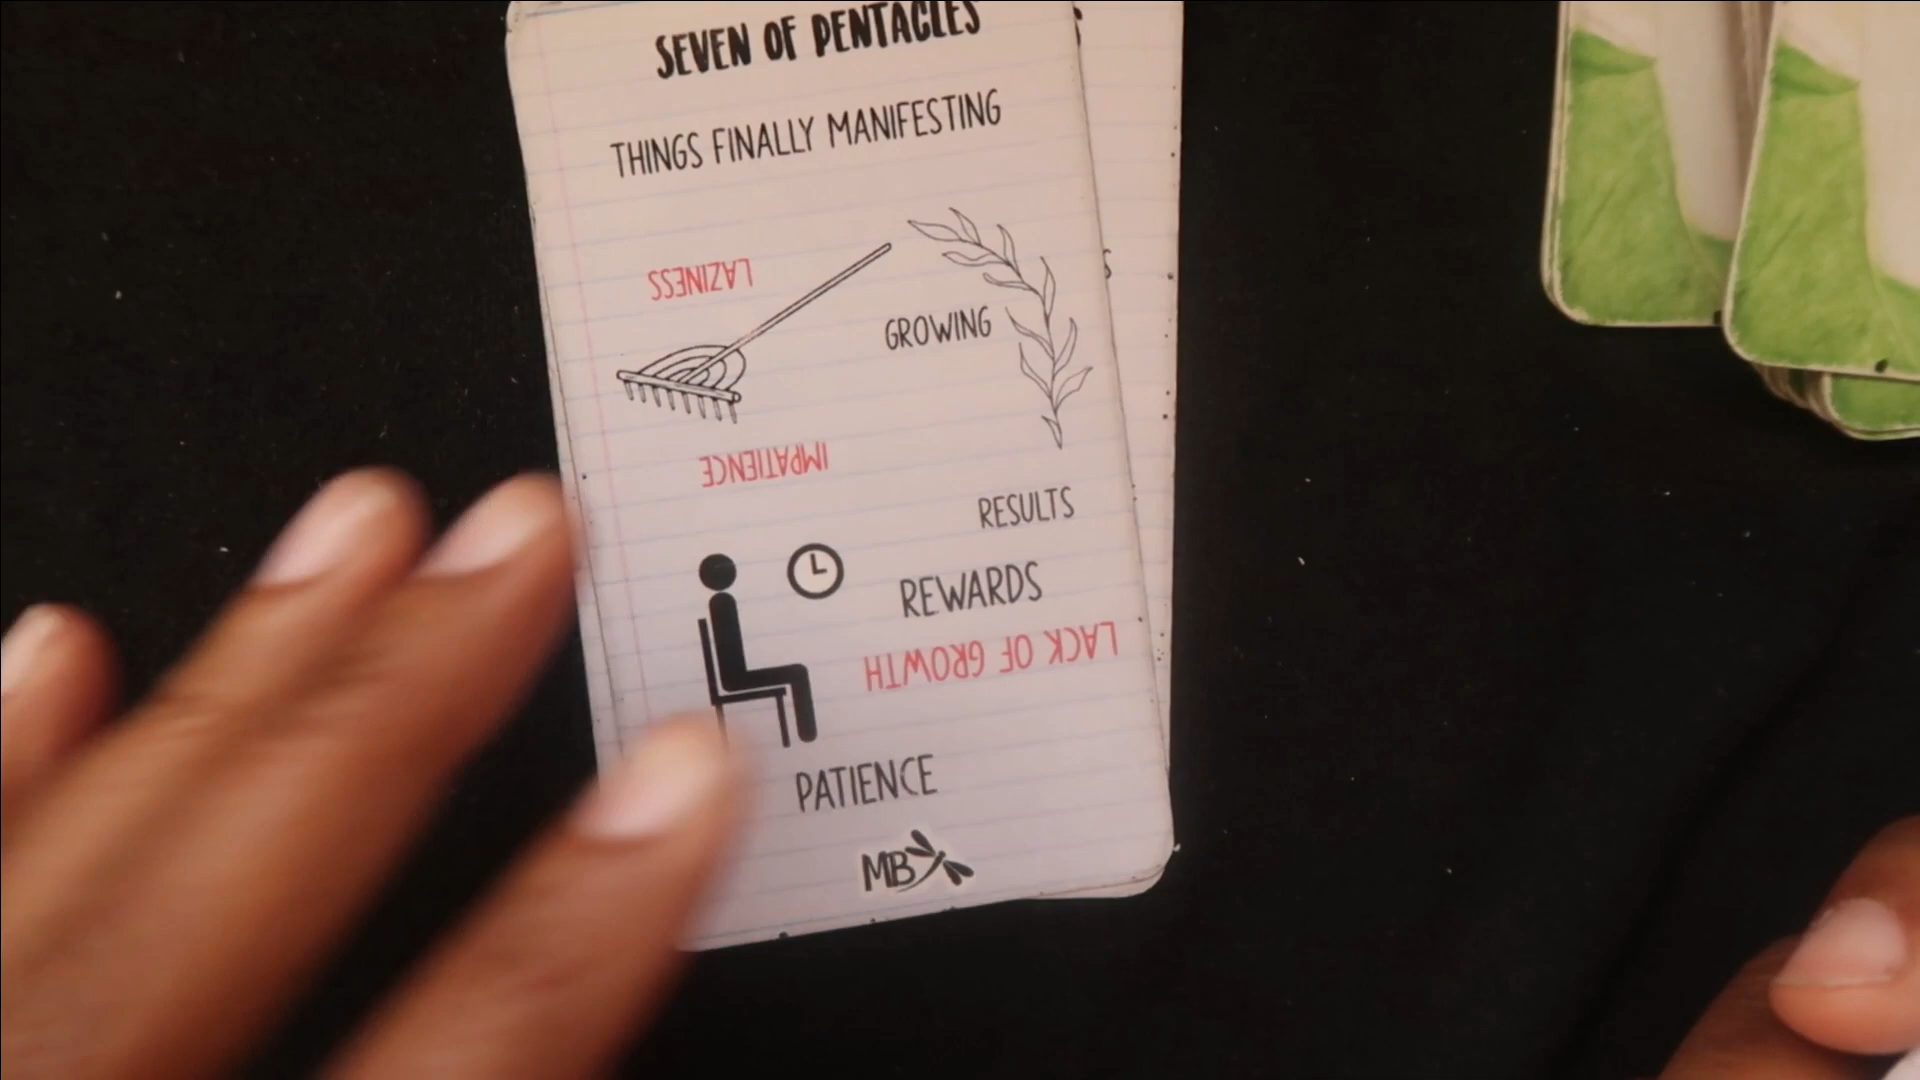 SEVEN OF PENTACLES
THINGS FINALLY MANIFESTING
LAZINESS
GROWING
IMPATIENCE
RESULTS
REWARDS
LACK OF GROWTH
PATIENCE
MB